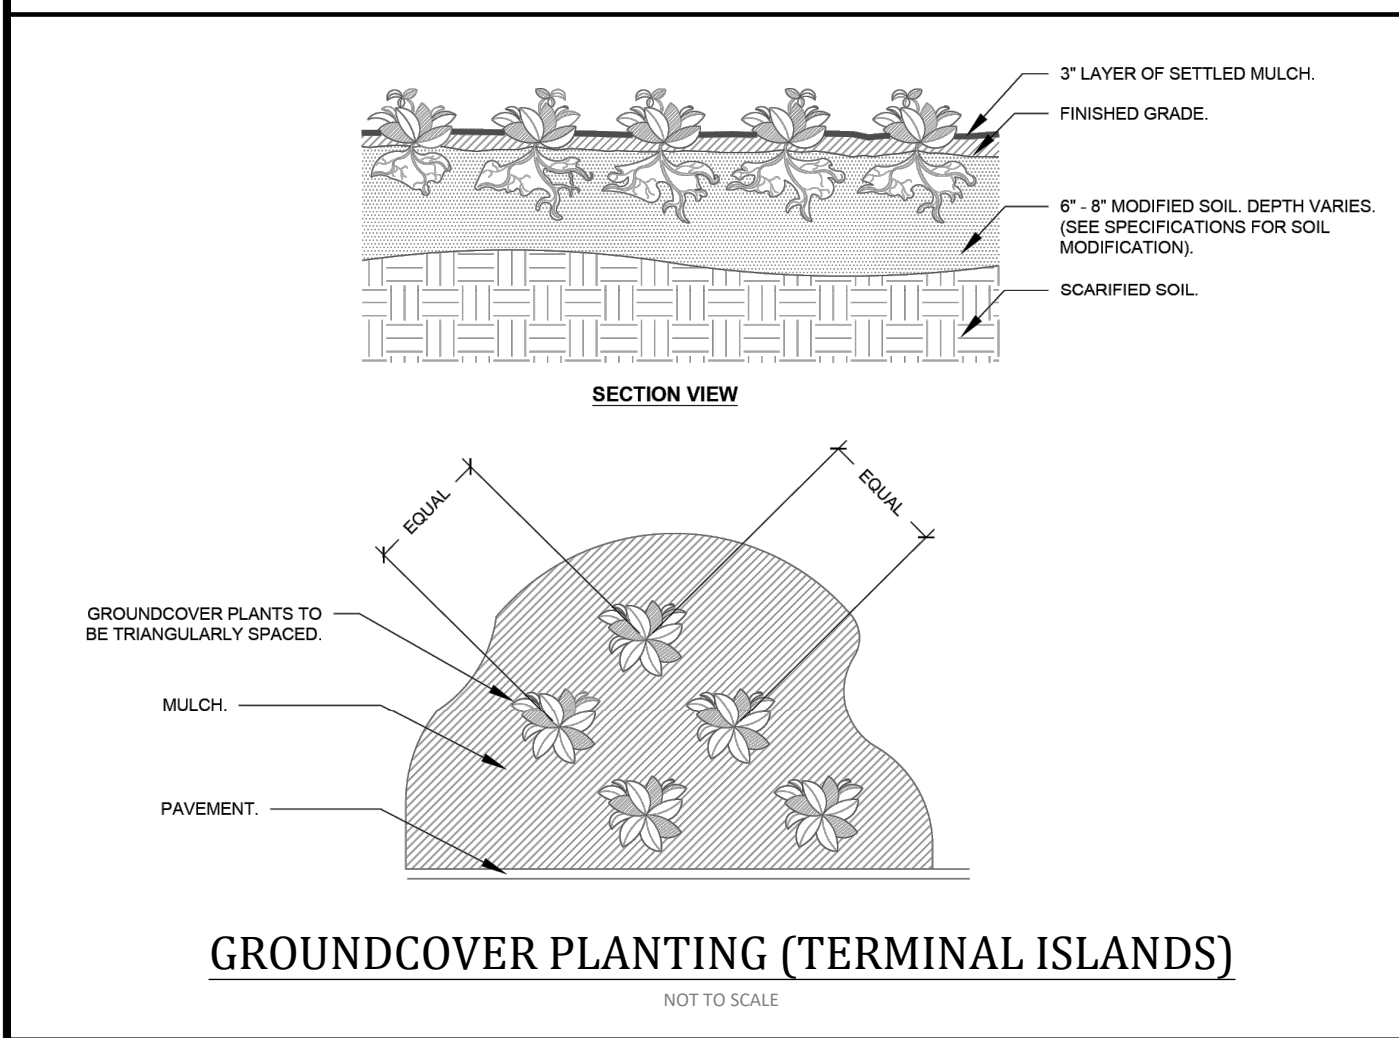 3" LAYER OF SETTLED MULCH.
FINISHED GRADE.
6" - 8" MODIFIED SOIL. DEPTH VARIES.
(SEE SPECIFICATIONS FOR SOIL
MODIFICATION).
SCARIFIED SOIL.
SECTION VIEW
EQUAL
EQUAL
GROUNDCOVER PLANTS TO
BE TRIANGULARLY SPACED.
MULCH.
PAVEMENT.
GROUNDCOVER PLANTING (TERMINAL ISLANDS)
NOT TO SCALE